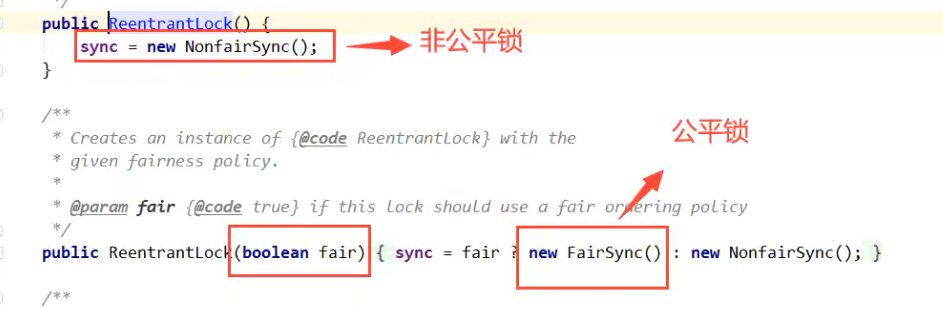 */
public ReentrantLock() {
sync = new NonfairSync();
非公平锁
}
/**
* Creates an instance of {@code ReentrantLock} with the
公平锁
* given fairness policy.
*
* @param fair {@code true} if this lock should use a fair ordering policy
*/
public ReentrantLock(boolean fair) { sync = fair ? new FairSync() : new NonfairSync(); }
/**